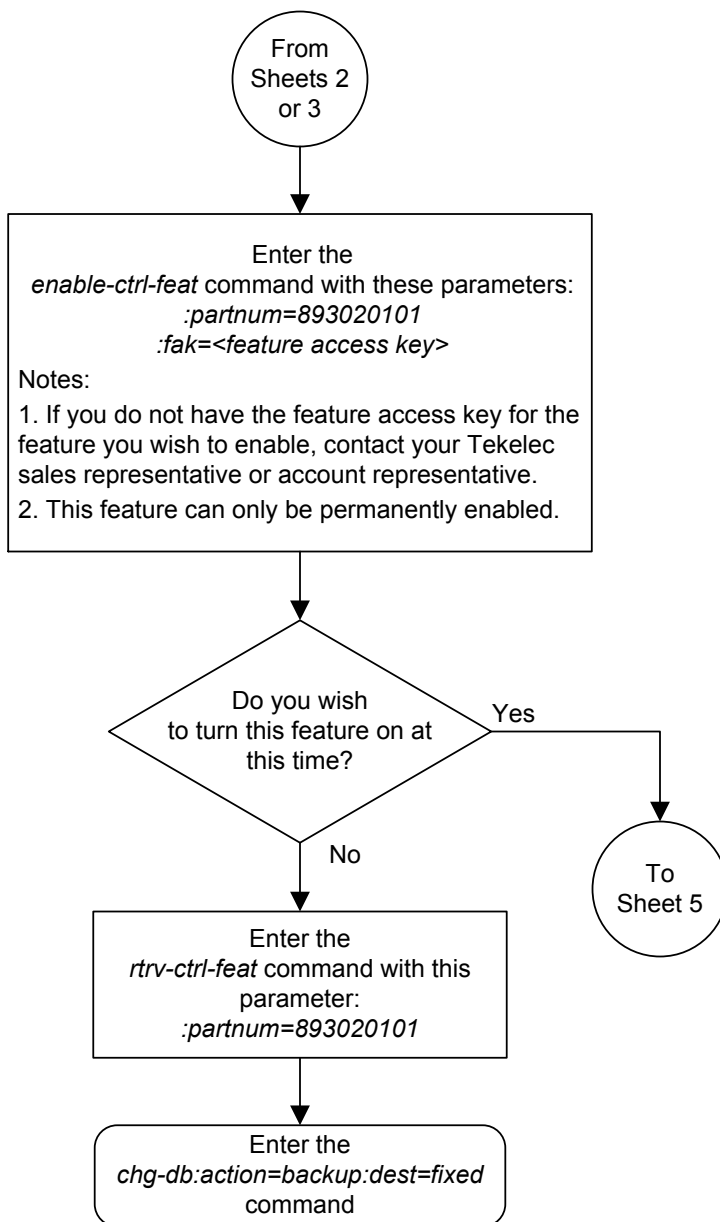 From
Sheets 2
or 3
Enter the
enable-ctrl-feat command with these parameters:
:partnum=893020101
:fak=<feature access key>
Notes:
1. If you do not have the feature access key for the
feature you wish to enable, contact your Tekelec
sales representative or account representative.
2. This feature can only be permanently enabled.
Do you wish
to turn this feature on at
this time?
Yes
No
To
Sheet 5
Enter the
rtrv-ctrl-feat command with this
parameter:
:partnum=893020101
Enter the
chg-db:action=backup:dest=fixed
command